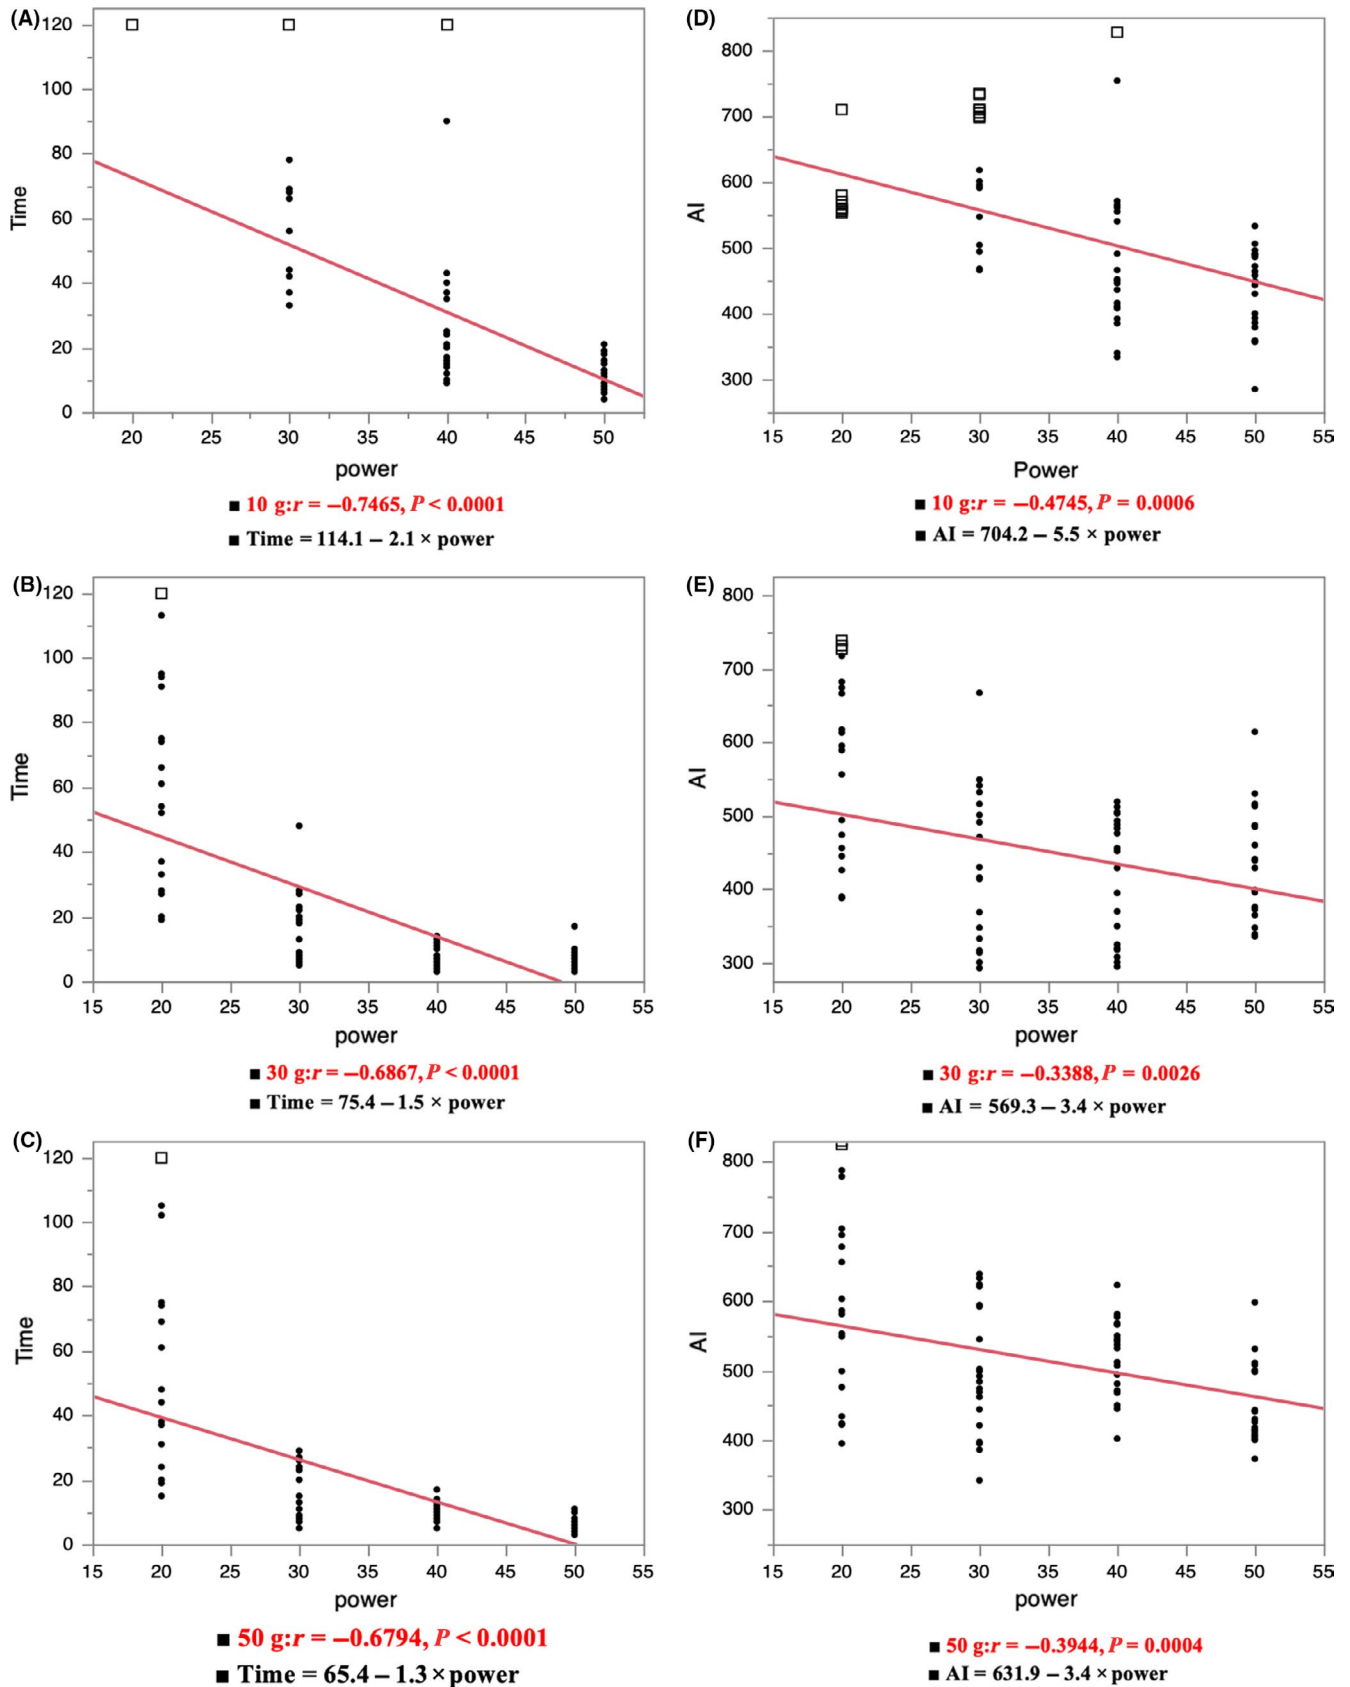 (A)
120
100
80
60
40
20
0
Time
20 25 30 35 40 45 50
power
10 g:r = −0.7465, P < 0.0001
Time = 114.1 – 2.1 × power
(D)
800
700
600
500
400
300
AI
15 20 25 30 35 40 45 50 55
Power
10 g:r = −0.4745, P = 0.0006
AI = 704.2 – 5.5 × power
(B)
120
100
80
60
40
20
0
Time
15 20 25 30 35 40 45 50 55
power
30 g:r = −0.6867, P < 0.0001
Time = 75.4 – 1.5 × power
(E)
800
700
600
500
400
300
AI
15 20 25 30 35 40 45 50 55
power
30 g:r = −0.3388, P = 0.0026
AI = 569.3 – 3.4 × power
(C)
120
100
80
60
40
20
0
Time
15 20 25 30 35 40 45 50 55
power
50 g:r = −0.6794, P < 0.0001
Time = 65.4 – 1.3 × power
(F)
800
700
600
500
400
300
AI
15 20 25 30 35 40 45 50 55
power
50 g:r = −0.3944, P = 0.0004
AI = 631.9 – 3.4 × power